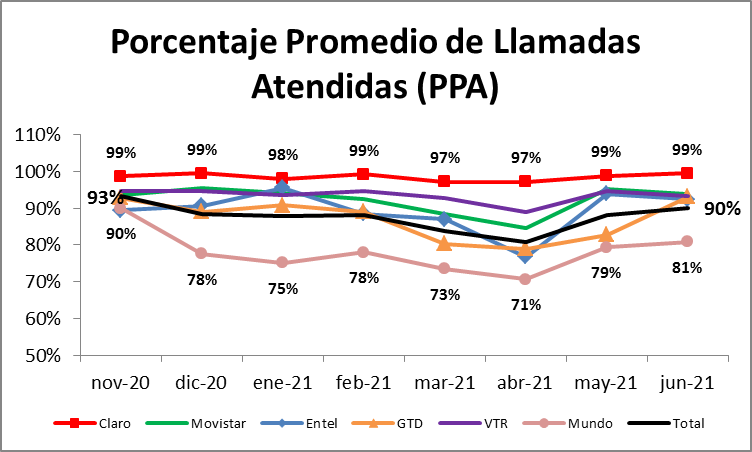 Porcentaje Promedio de Llamadas
Atendidas (PPA)
110%
100%
90%
80%
70%
60%
50%
99% 99% 98% 99% 97% 97% 99% 99%
93% 90%
90% 78% 75% 78% 73% 71% 79% 81%
nov-20 dic-20 ene-21 feb-21 mar-21 abr-21 may-21 jun-21
Claro Movistar Entel GTD VTR Mundo Total